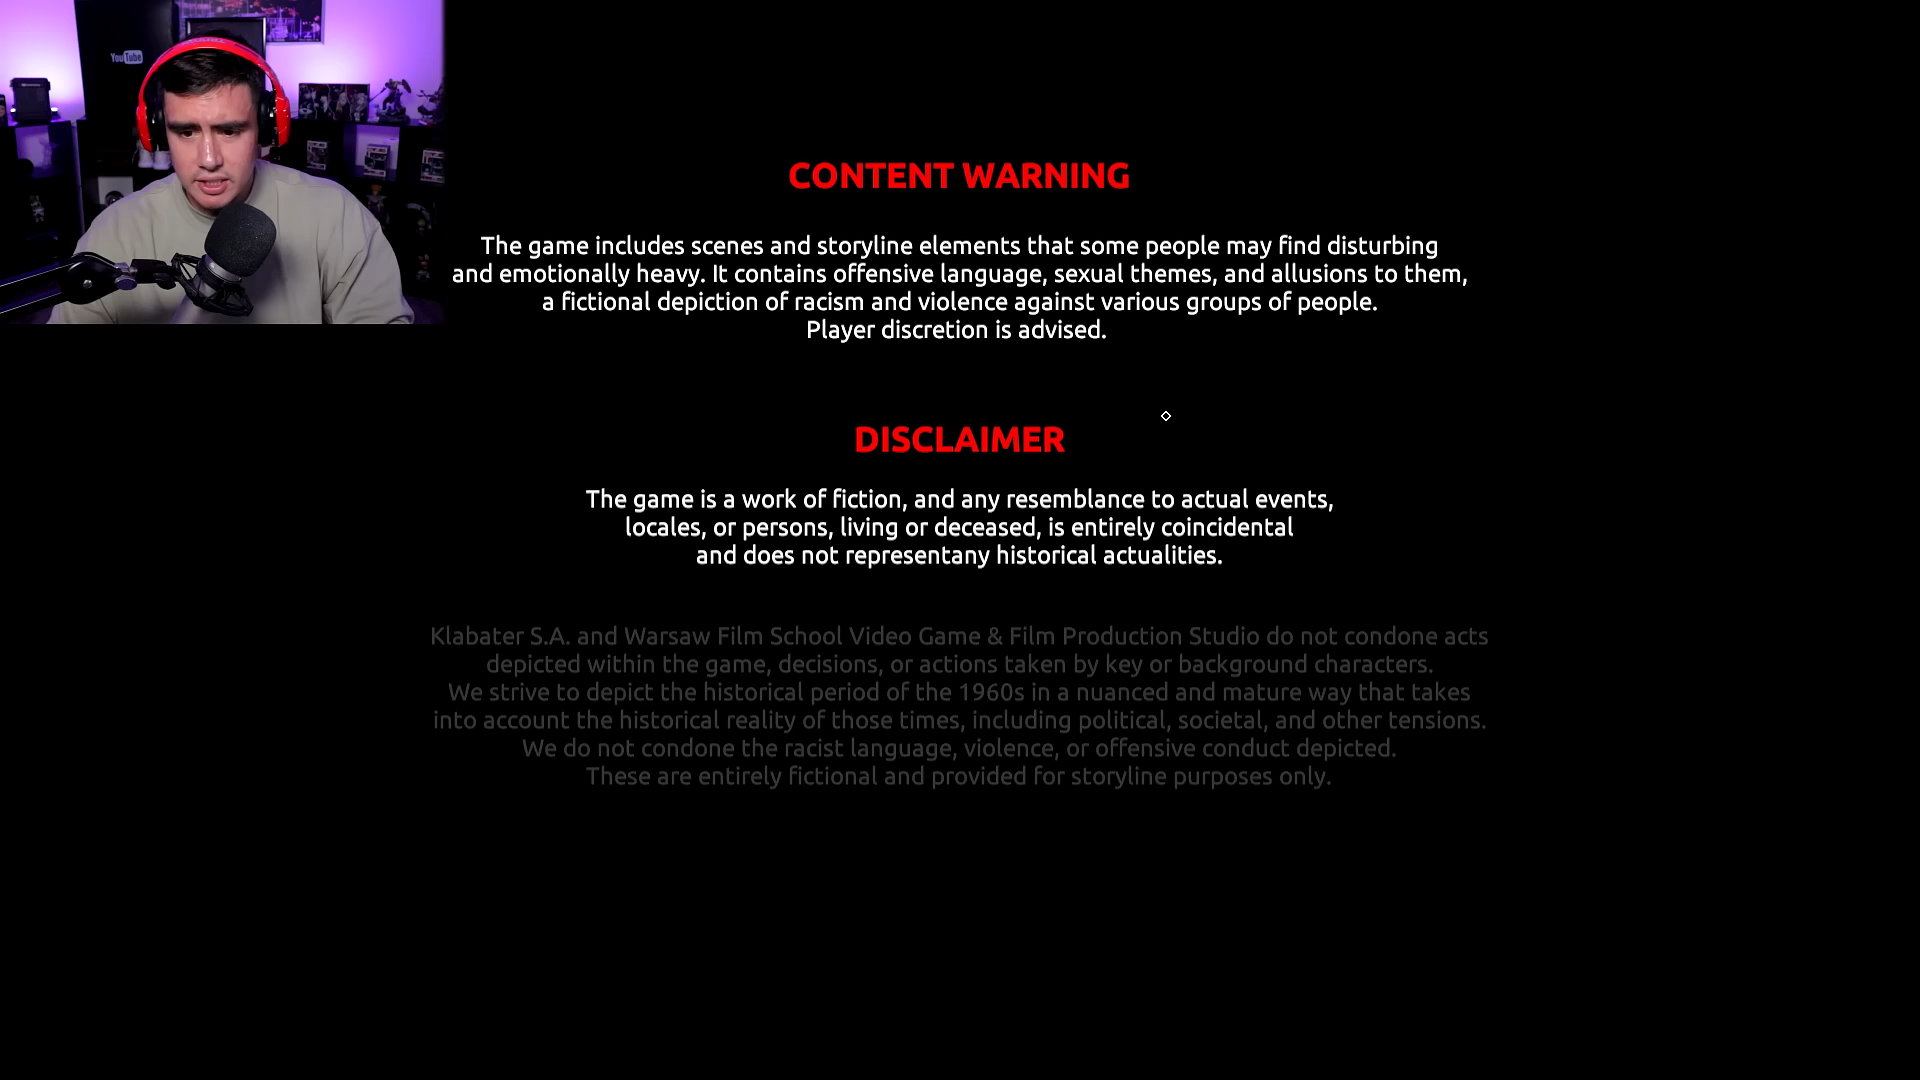 YouTube
CONTENT WARNING
The game includes scenes and storyline elements that some people may find disturbing
and emotionally heavy. It contains offensive language, sexual themes, and allusions to them,
a fictional depiction of racism and violence against various groups of people.
Player discretion is advised.
DISCLAIMER
The game is a work of fiction, and any resemblance to actual events,
locales, or persons, living or deceased, is entirely coincidental
and does not representany historical actualities.
Klabater S.A. and Warsaw Film School Video Game & Film Production Studio do not condone acts
depicted within the game, decisions, or actions taken by key or background characters.
We strive to depict the historical period of the 1960s in a nuanced and mature way that takes
into account the historical reality of those times, including political, societal, and other tensions.
We do not condone the racist language, violence, or offensive conduct depicted.
These are entirely fictional and provided for storyline purposes only.